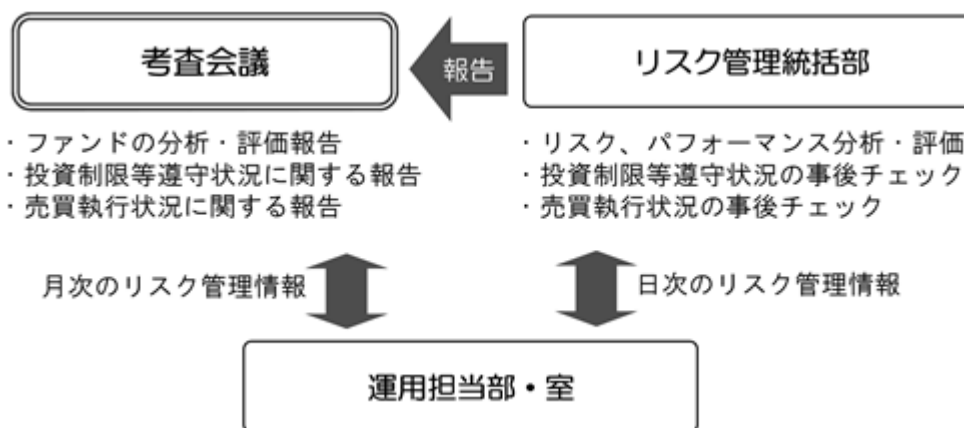 考査会議
報告
リスク管理統括部
・ファンドの分析・評価報告
・投資制限等遵守状況に関する報告
・売買執行状況に関する報告
・リスク、パフォーマンス分析・評価
・投資制限等遵守状況の事後チェック
・売買執行状況の事後チェック
月次のリスク管理情報
日次のリスク管理情報
運用担当部・室